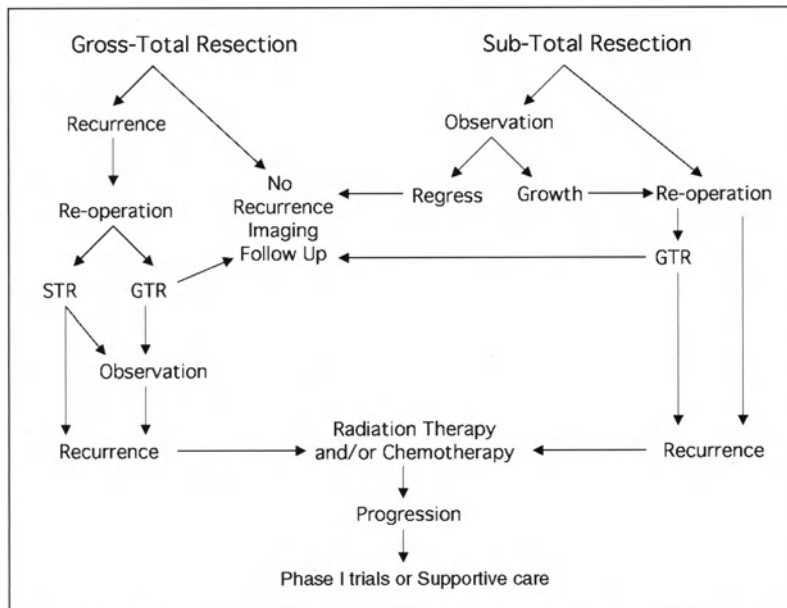 Gross-Total Resection
Sub-Total Resection
Recurrence
Observation
No
Recurrence
Imaging
Follow Up
Regress
Growth
Re-operation
Re-operation
STR
GTR
GTR
Observation
Recurrence
Radiation Therapy
and/or Chemotherapy
Recurrence
Progression
Phase I trials or Supportive care